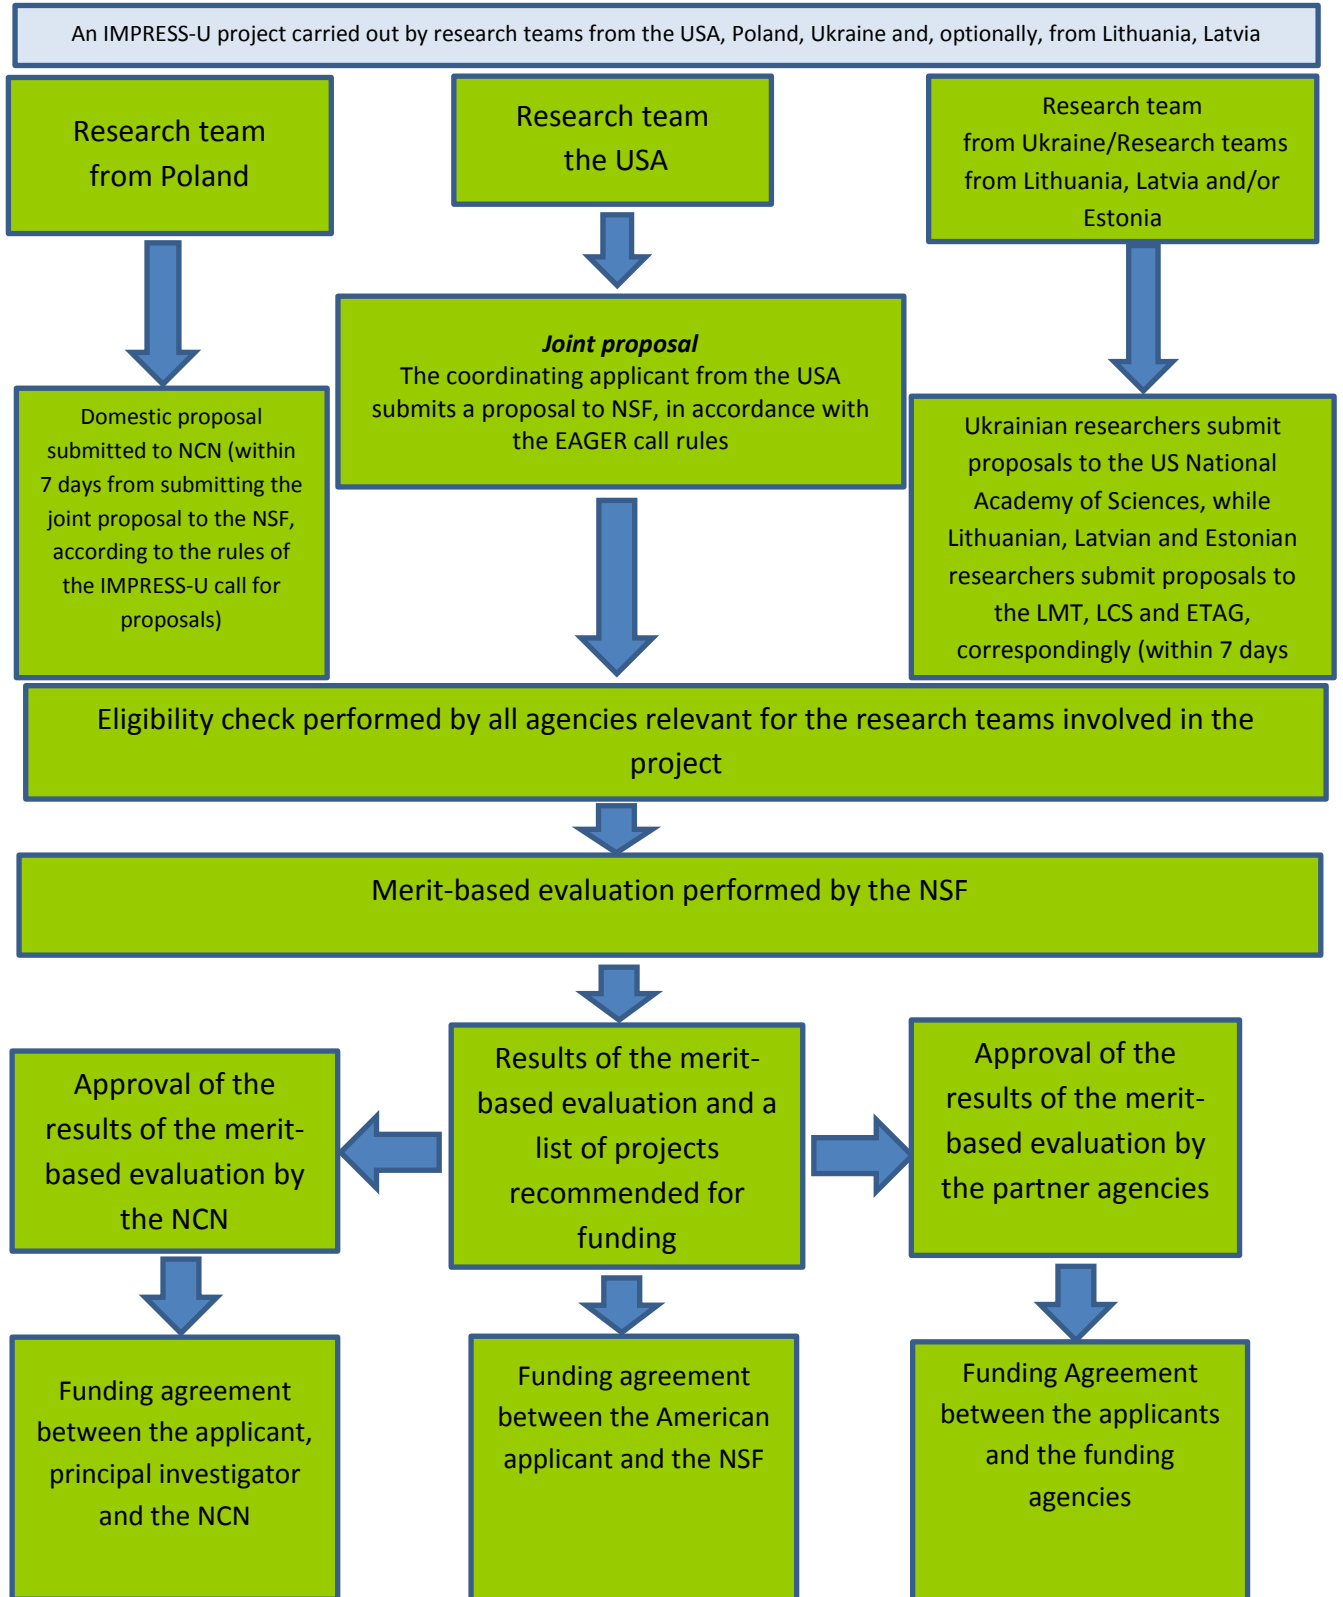 An IMPRESS-U project carried out by research teams from the USA, Poland, Ukraine and, optionally, from Lithuania, Latvia
Research team
from Poland
Research team
the USA
Research team
from Ukraine/Research teams
from Lithuania, Latvia and/or
Estonia
Domestic proposal
submitted to NCN (within
7 days from submitting the
joint proposal to the NSF,
according to the rules of
the IMPRESS-U call for
proposals)
Joint proposal
The coordinating applicant from the USA
submits a proposal to NSF, in accordance with
the EAGER call rules
Ukrainian researchers submit
proposals to the US National
Academy of Sciences, while
Lithuanian, Latvian and Estonian
researchers submit proposals to
the LMT, LCS and ETAG,
correspondingly (within 7 days
Eligibility check performed by all agencies relevant for the research teams involved in the
project
Merit-based evaluation performed by the NSF
Approval of the
results of the merit-
based evaluation by
the NCN
Results of the merit-
based evaluation and a
list of projects
recommended for
funding
Approval of the
results of the merit-
based evaluation by
the partner agencies
Funding agreement
between the applicant,
principal investigator
and the NCN
Funding agreement
between the American
applicant and the NSF
Funding Agreement
between the applicants
and the funding
agencies